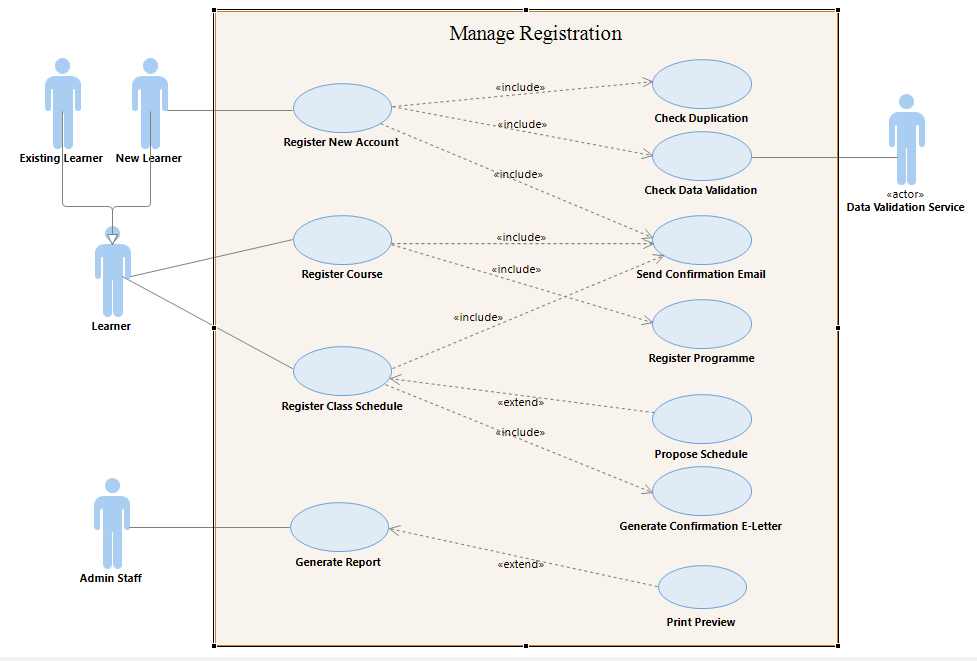 Manage Registration
«include»
Check Duplication
«include»
Register New Account
Existing Learner
New Learner
«include»
Check Data Validation
«actor»
Data Validation Service
«include»
Register Course
«include»
Send Confirmation Email
Learner
«include»
Register Programme
Register Class Schedule
«extend»
«include»
Propose Schedule
Generate Confirmation E-Letter
Admin Staff
Generate Report
«extend»
Print Preview